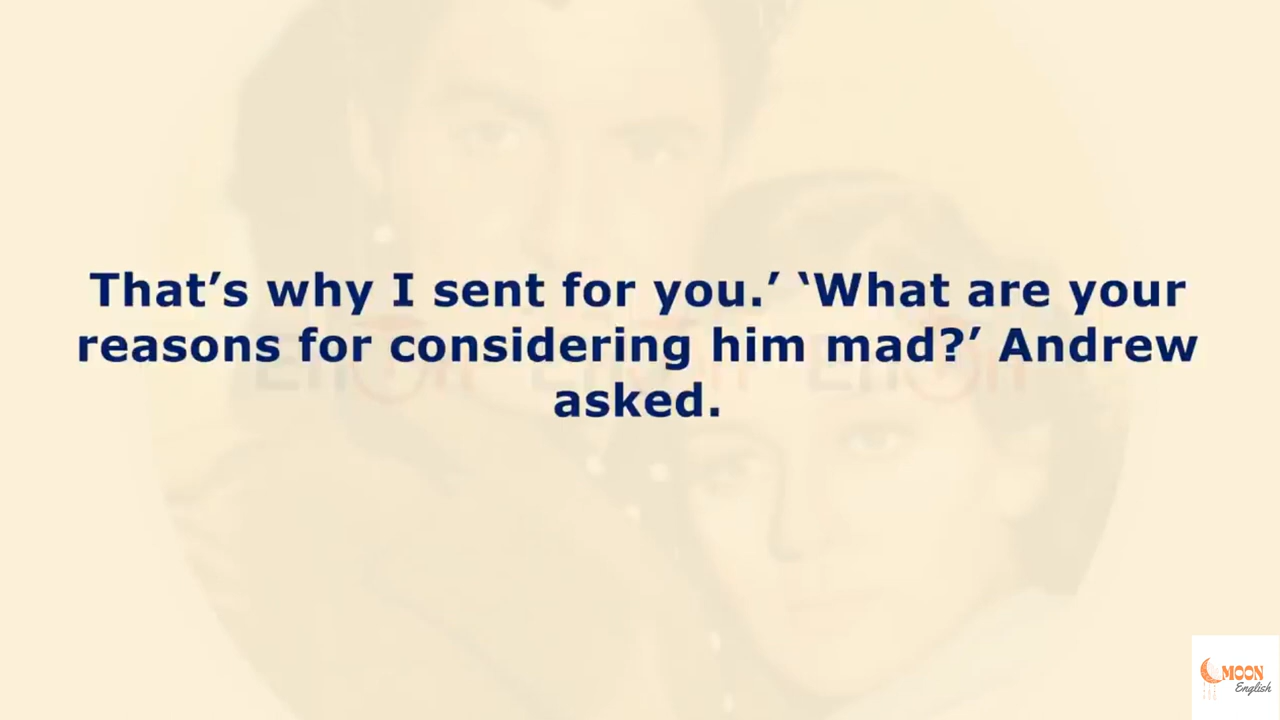 That’s why I sent for you.’ ‘What are your
reasons for considering him mad?’ Andrew
asked.
MOON
English